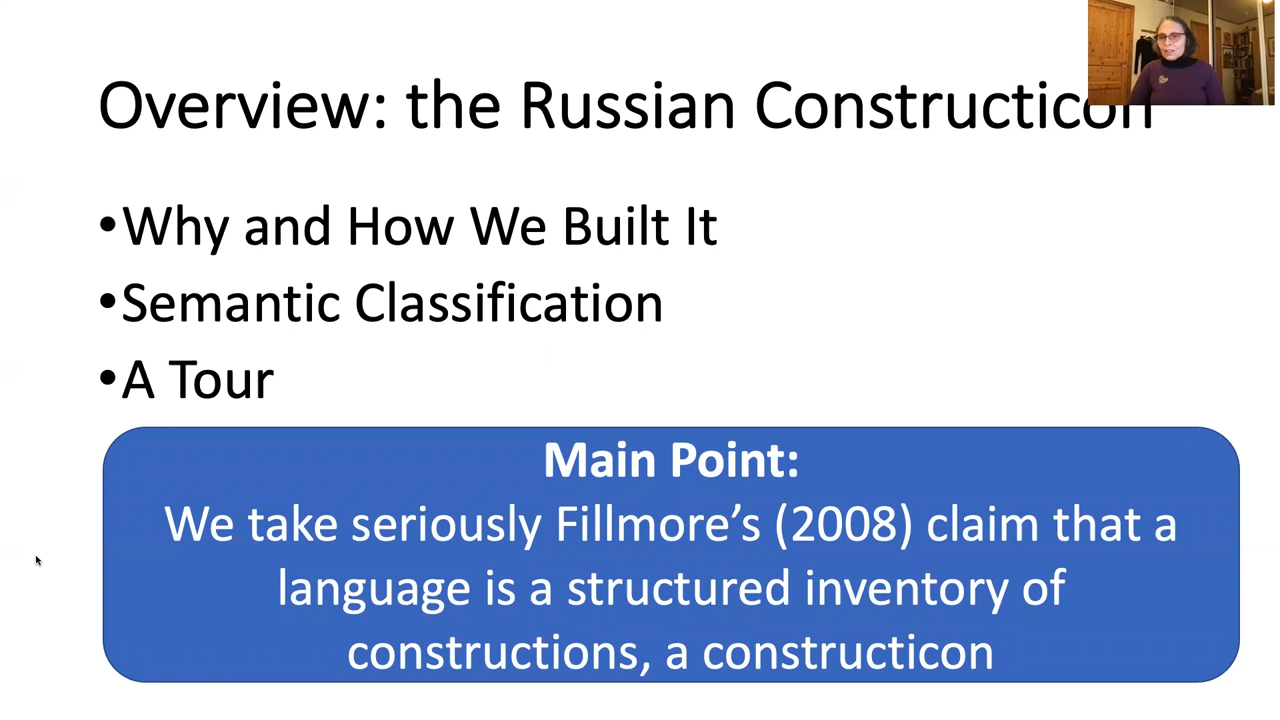 Overview: the Russian Constructicon
•Why and How We Built It
•Semantic Classification
•A Tour
Main Point:
We take seriously Fillmore’s (2008) claim that a
language is a structured inventory of
constructions, a constructicon